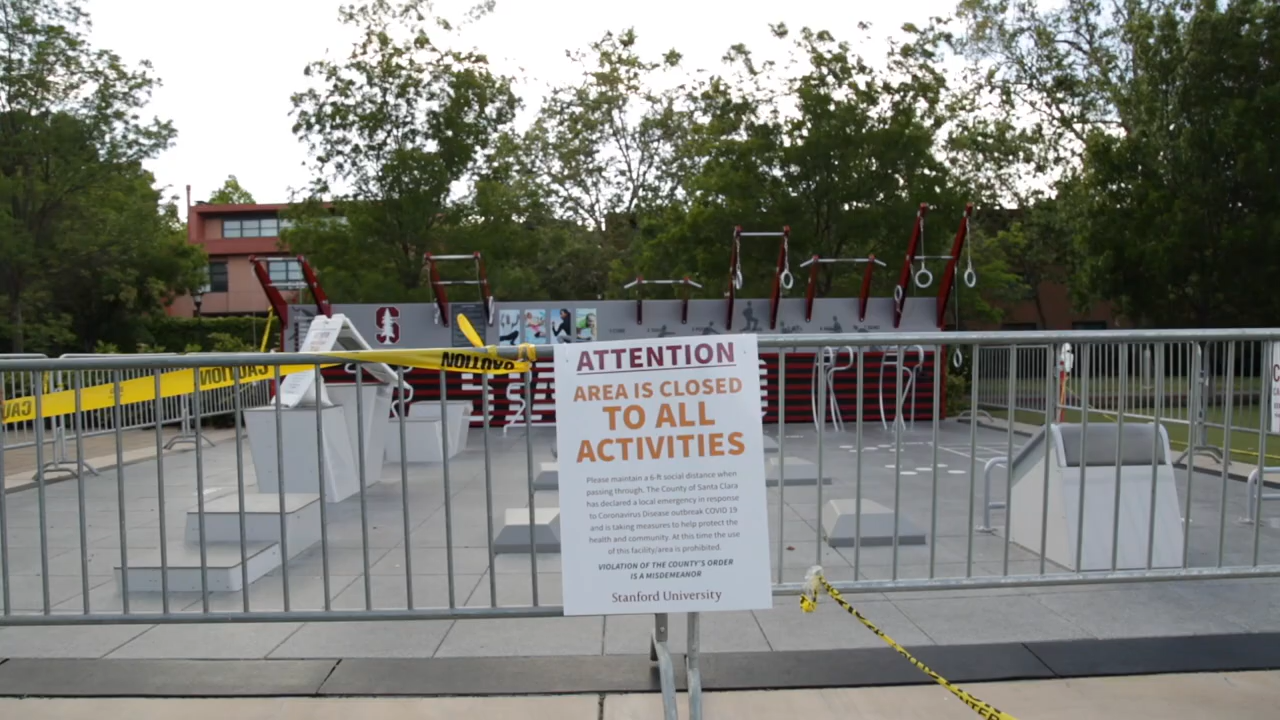 ATTENTION
AREA IS CLOSED
TO ALL
ACTIVITIES
Please maintain a 6-ft social distance when
passing through. The County of Santa Clara
has declared a local emergency in response
to Coronavirus Disease outbreak COVID 19
and is taking measures to help protect the
health and community. At this time the use
of this facility/area is prohibited.
VIOLATION OF THE COUNTY'S ORDER
IS A MISDEMEANOR
Stanford University
CAUTION
CAUTION
S